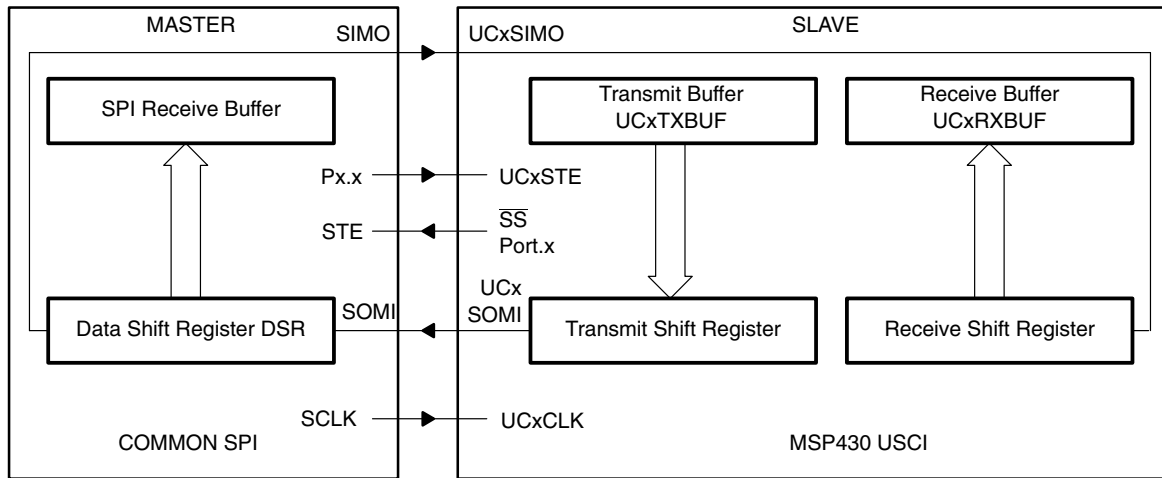 MASTER
SIMO
SPI Receive Buffer
Px.x
STE
SOMI
Data Shift Register DSR
SCLK
COMMON SPI
SLAVE
UCxSIMO
Transmit Buffer
UCxTXBUF
Receive Buffer
UCxRXBUF
UCxSTE
SS
Port.x
UCx
SOMI
Transmit Shift Register
Receive Shift Register
UCxCLK
MSP430 USCI